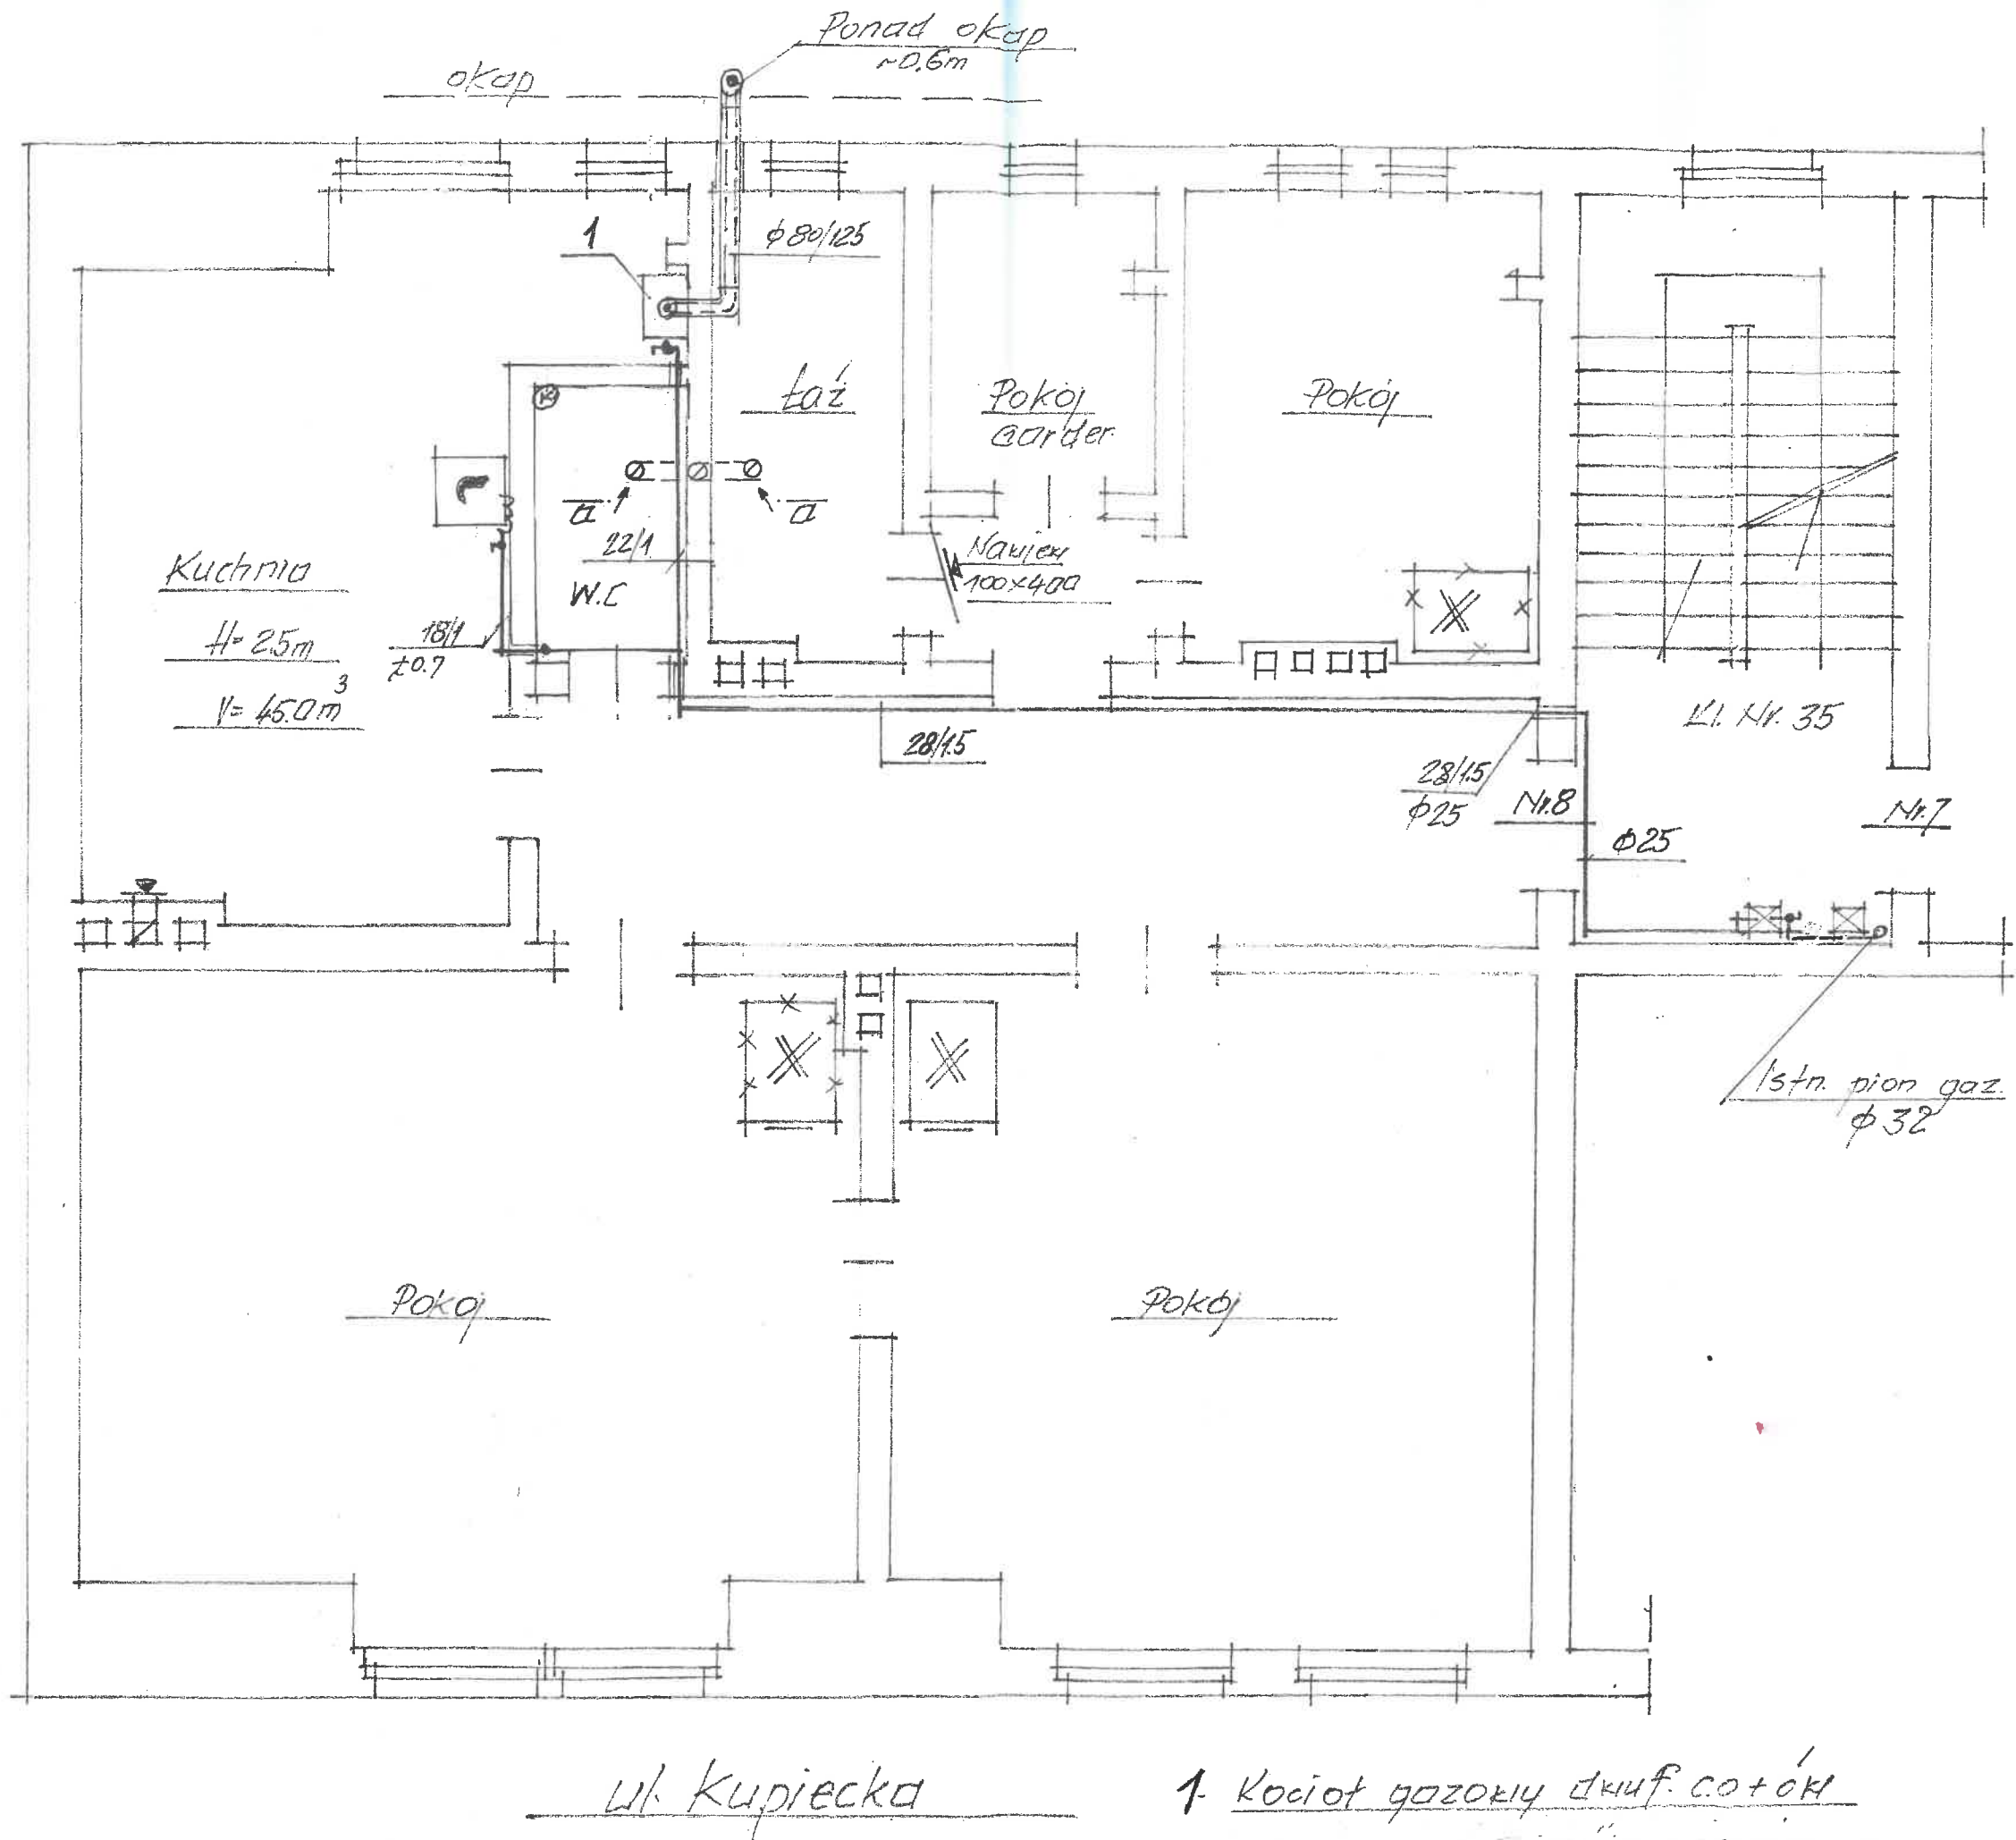 Ponad okap
~0.6m
okap
1
φ80/125
Łaź
Pokój
Garder.
Pokój
a
a
22/1
W.C
Nawiew
100x400
Kuchnia
H=2.5m
V=45.0m³
18/1
±0.7
28/1.5
28/1.5
φ25
Nr.8
φ25
Kl. Nr. 35
Nr.7
Istn. pion gaz.
φ32
Pokój
Pokój
ul. Kupiecka
1. Kocioł gazowy dwuf. c.o+ćw